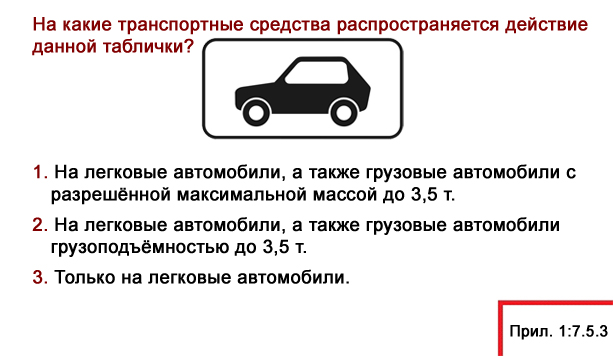 На какие транспортные средства распространяется действие
данной таблички?
1. На легковые автомобили, а также грузовые автомобили с
разрешённой максимальной массой до 3,5 т.
2. На легковые автомобили, а также грузовые автомобили
грузоподъёмностью до 3,5 т.
3. Только на легковые автомобили.
Прил. 1:7.5.3